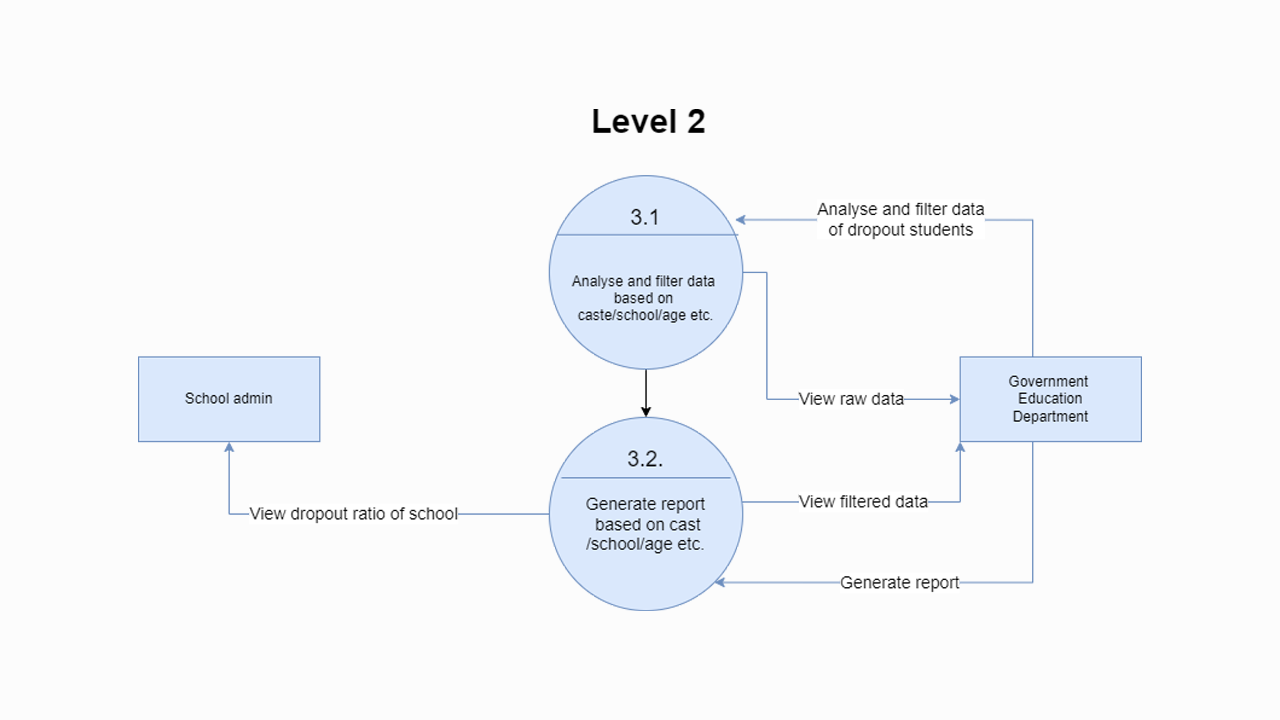 Level 2
3.1
Analyse and filter data
based on
caste/school/age etc.
Analyse and filter data
of dropout students
School admin
View raw data
Government
Education
Department
3.2.
Generate report
based on cast
/school/age etc.
View filtered data
View dropout ratio of school
Generate report